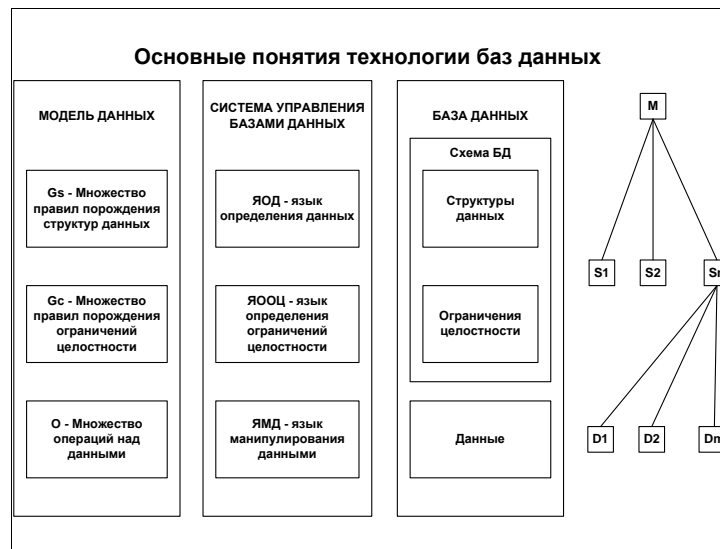 Основные понятия технологии баз данных
МОДЕЛЬ ДАННЫХ
Gs - Множество
правил порождения
структур данных
Gc - Множество
правил порождения
ограничений
целостности
О - Множество
операций над
данными
СИСТЕМА УПРАВЛЕНИЯ
БАЗАМИ ДАННЫХ
ЯОД - язык
определения данных
ЯООЦ - язык
определения
ограничений
целостности
ЯМД - язык
манипулирования
данными
БАЗА ДАННЫХ
Схема БД
Структуры
данных
Ограничения
целостности
Данные
M
S1 S2 Sn
D1 D2 Dm